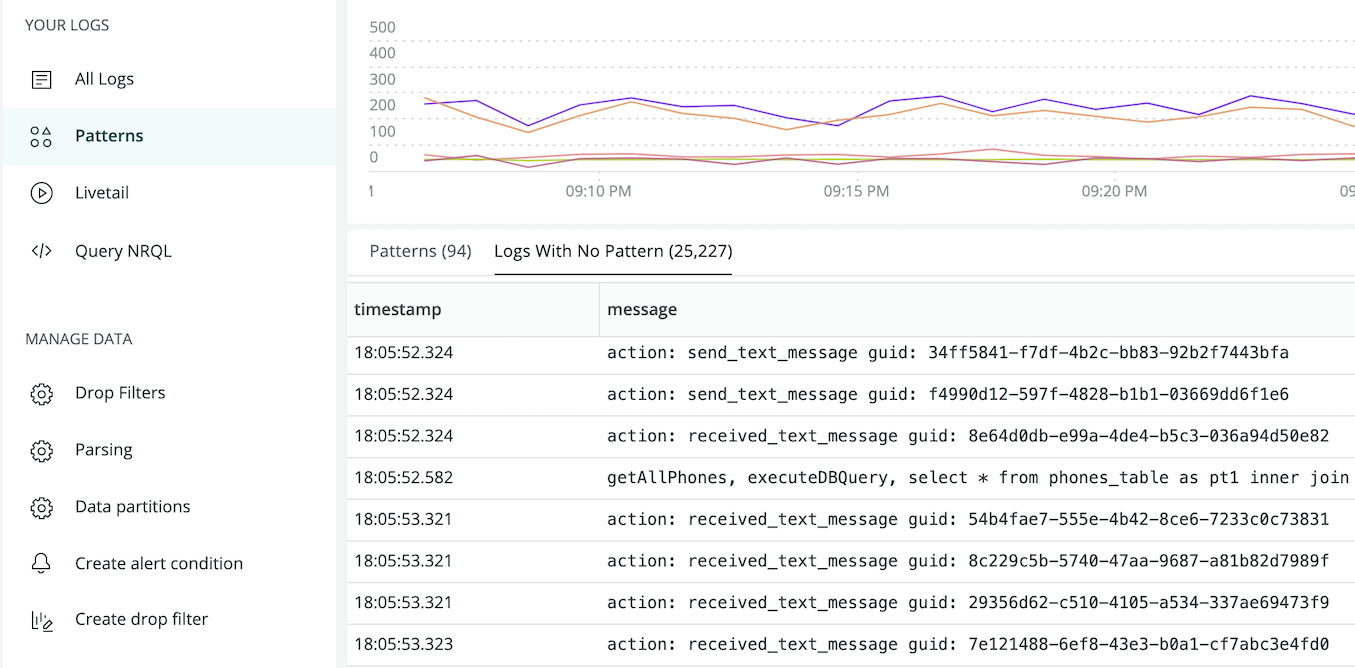 YOUR LOGS
All Logs
Patterns
Livetail
Query NRQL
MANAGE DATA
Drop Filters
Parsing
Data partitions
Create alert condition
Create drop filter
500
400
300
200
100
0
09:10 PM
09:15 PM
09:20 PM
Patterns (94)
Logs With No Pattern (25,227)
timestamp message
18:05:52.324 action: send_text_message guid: 34ff5841-f7df-4b2c-bb83-92b2f7443bfa
18:05:52.324 action: send_text_message guid: f4990d12-597f-4828-b1b1-03669dd6f1e6
18:05:52.324 action: received_text_message guid: 8e64d0db-e99a-4de4-b5c3-036a94d50e82
18:05:52.582 getAllPhones, executeDBQuery, select * from phones_table as pt1 inner join
18:05:53.321 action: received_text_message guid: 54b4fae7-555e-4b42-8ce6-7233c0c73831
18:05:53.321 action: received_text_message guid: 8c229c5b-5740-47aa-9687-a81b82d7989f
18:05:53.321 action: received_text_message guid: 29356d62-c510-4105-a534-337ae69473f9
18:05:53.323 action: received_text_message guid: 7e121488-6ef8-43e3-b0a1-cf7abc3e4fd0